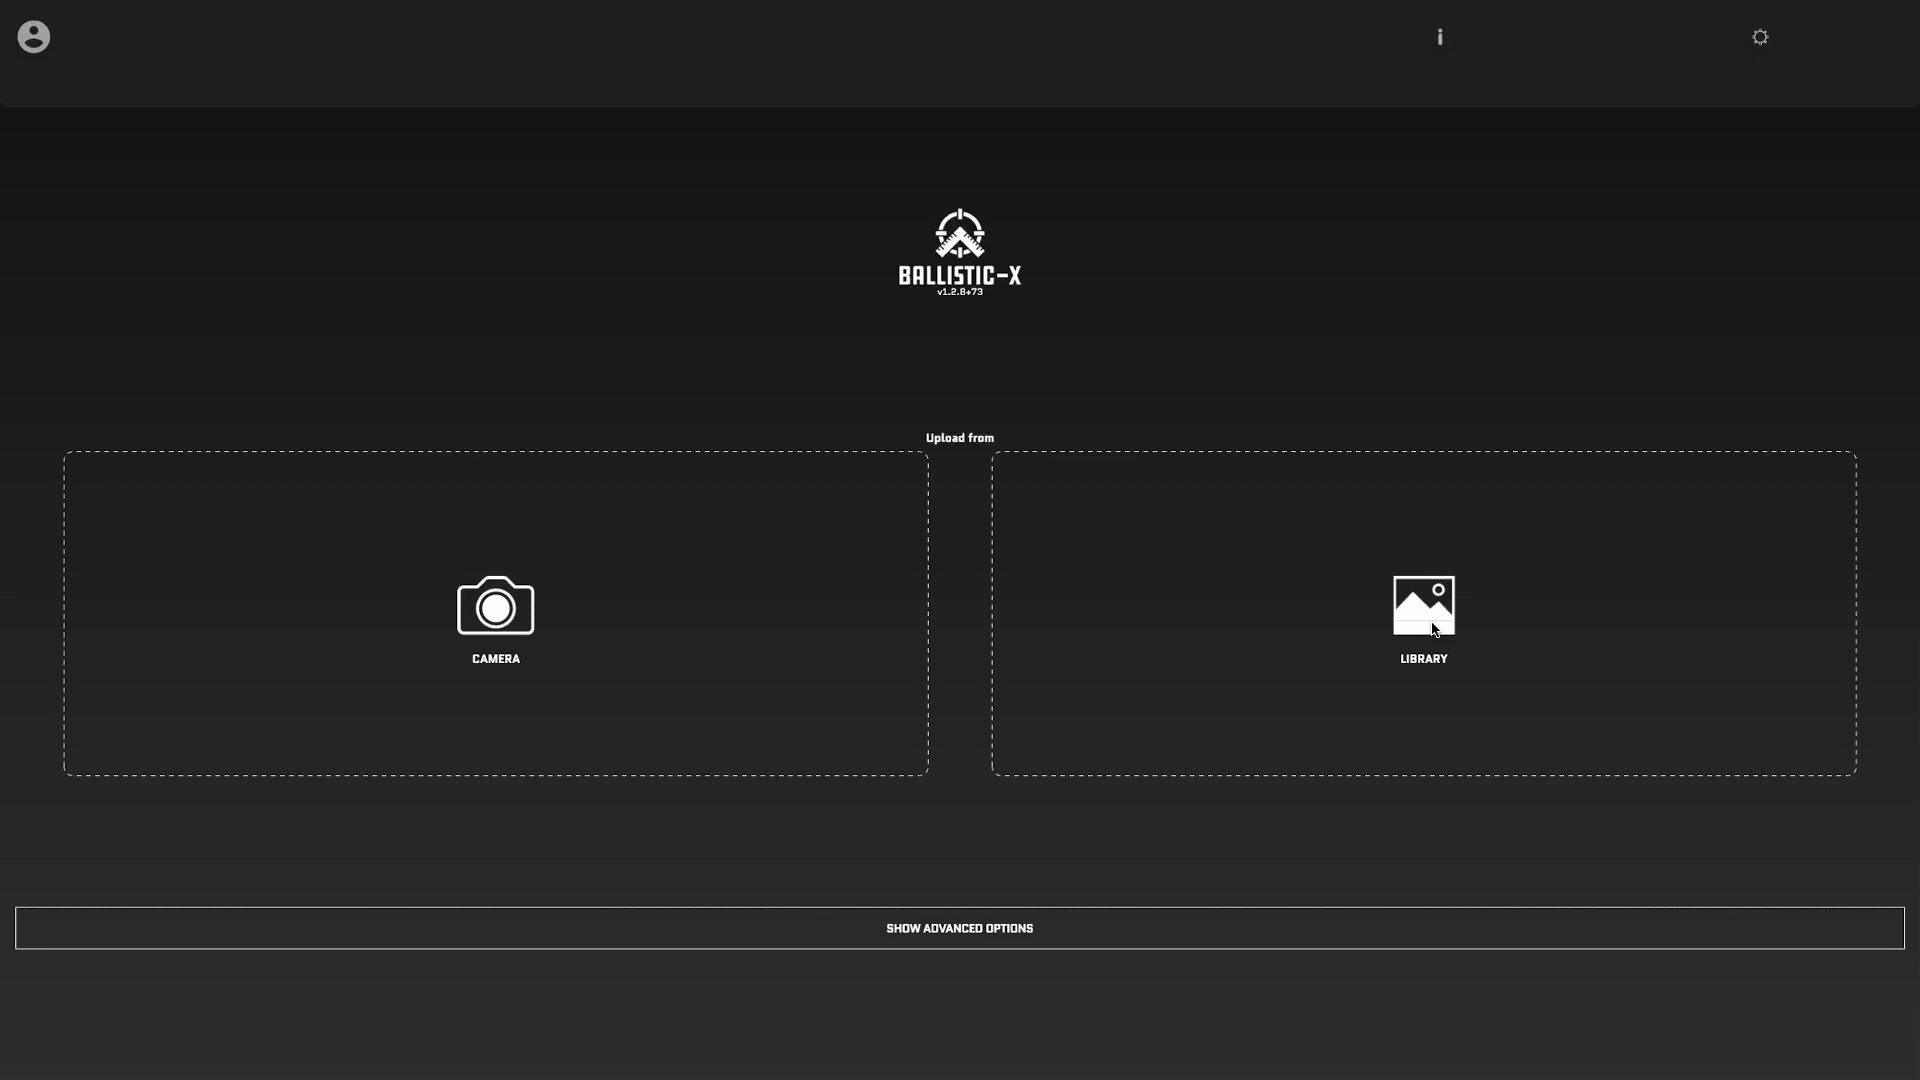 BALLISTIC-X
v1.2.8+73
Upload from
CAMERA
LIBRARY
SHOW ADVANCED OPTIONS